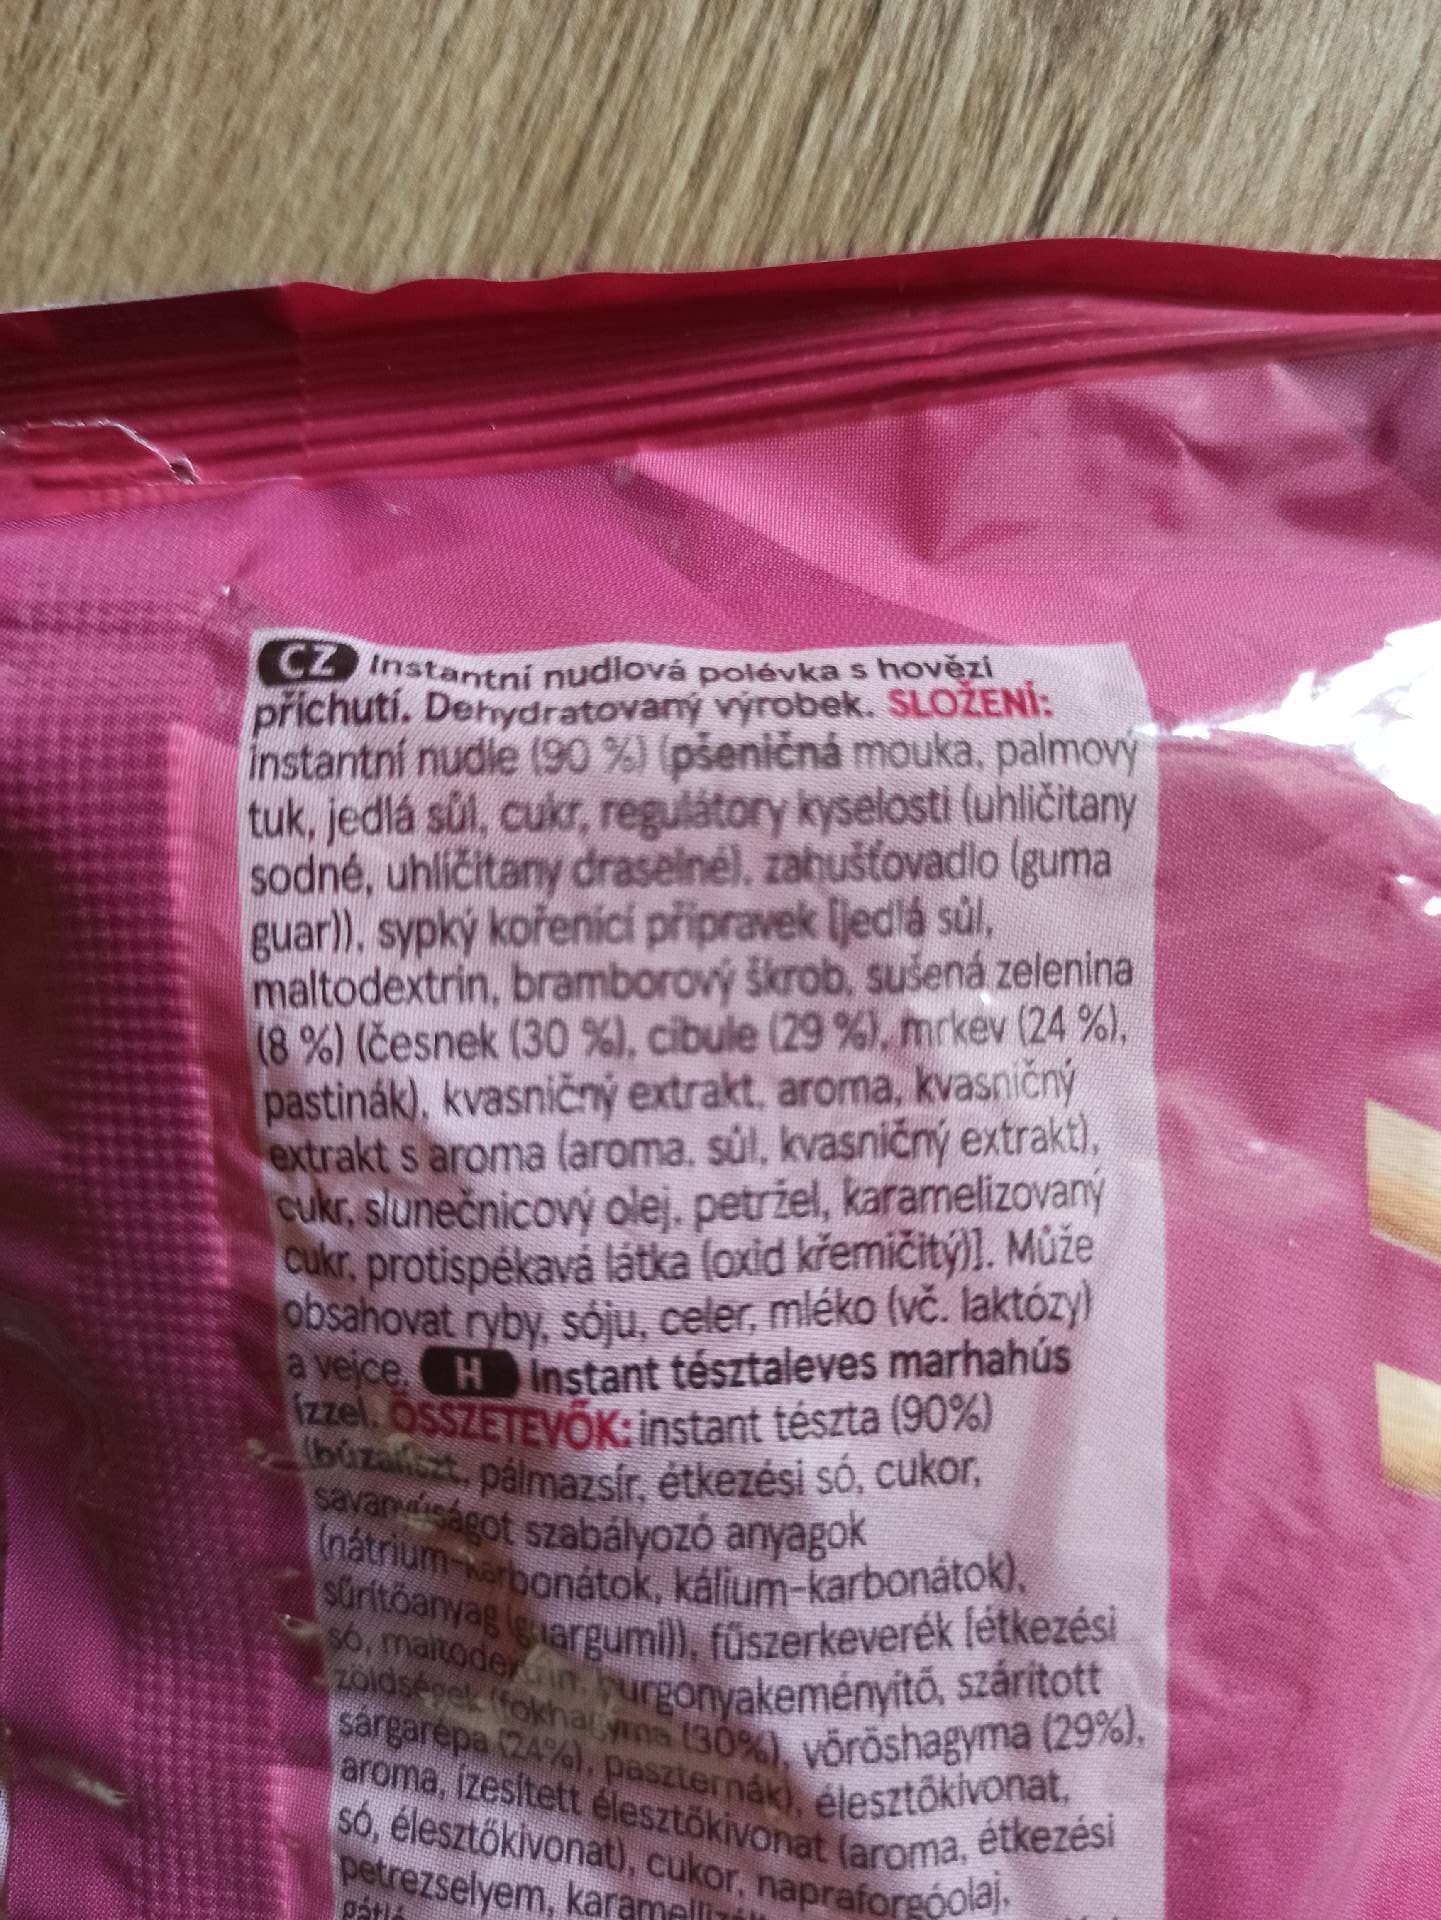 CZ Instantní nudlová polévka s hovězí
příchutí. Dehydratovaný výrobek. SLOŽENÍ:
instantní nudle (90 %) (pšeničná mouka, palmový
tuk, jedlá sůl, cukr, regulátory kyselosti (uhličitany
sodné, uhličitany draselné), zahušťovadlo (guma
guar)), sypký kořenící přípravek [jedlá sůl,
maltodextrin, bramborový škrob, sušená zelenina
(8 %) (česnek (30 %), cibule (29 %), mrkev (24 %),
pastinák), kvasničný extrakt, aroma, kvasničný
extrakt s aroma (aroma, sůl, kvasničný extrakt),
cukr, slunečnicový olej, petržel, karamelizovaný
cukr, protispékavá látka (oxid křemičitý)]. Může
obsahovat ryby, sóju, celer, mléko (vč. laktózy)
a vejce. H Instant tésztaleves marhahús
ízzel. ÖSSZETEVŐK: instant tészta (90%)
(búzaliszt, pálmazsír, étkezési só, cukor,
savanyúságot szabályozó anyagok
(nátrium-karbonátok, kálium-karbonátok),
sűrítőanyag (guargumi)), fűszerkeverék [étkezési
só, maltodextrin, burgonyakeményítő, szárított
zöldségek (fokhagyma (30%), vöröshagyma (29%),
sárgarépa (24%), paszternák), élesztőkivonat,
aroma, ízesített élesztőkivonat (aroma, étkezési
só, élesztőkivonat), cukor, napraforgóolaj,
petrezselyem,